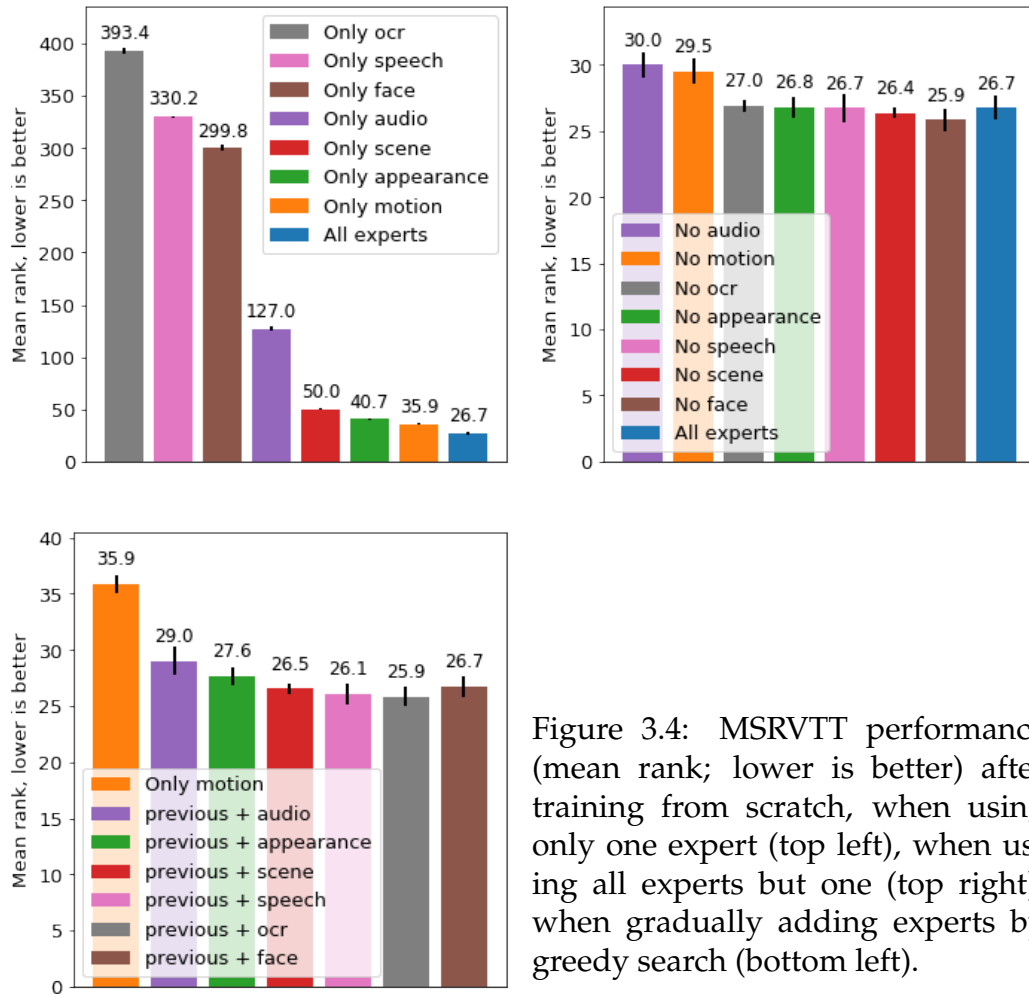 Mean rank, lower is better
400
350
300
250
200
150
100
50
0
393.4
330.2
299.8
127.0
50.0
40.7
35.9
26.7
Only ocr
Only speech
Only face
Only audio
Only scene
Only appearance
Only motion
All experts
Mean rank, lower is better
30
25
20
15
10
5
0
30.0
29.5
27.0
26.8
26.7
26.4
25.9
26.7
No audio
No motion
No ocr
No appearance
No speech
No scene
No face
All experts
Mean rank, lower is better
40
35
30
25
20
15
10
5
0
35.9
29.0
27.6
26.5
26.1
25.9
26.7
Only motion
previous + audio
previous + appearance
previous + scene
previous + speech
previous + ocr
previous + face
Figure 3.4: MSRVTT performance
(mean rank; lower is better) afte
training from scratch, when usin
only one expert (top left), when us
ing all experts but one (top right)
when gradually adding experts b
greedy search (bottom left).